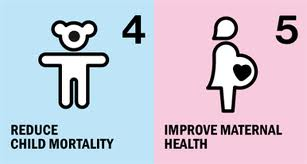 4
REDUCE
CHILD MORTALITY
5
IMPROVE MATERNAL
HEALTH